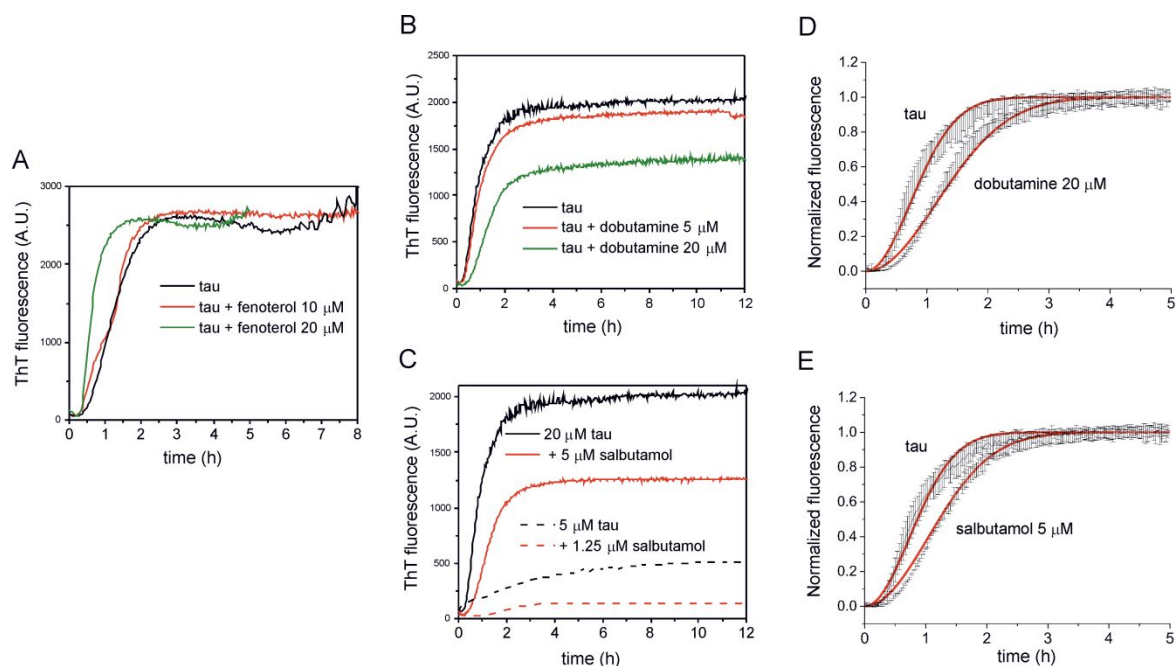 A
ThT fluorescence (A.U.)
3000
2000
1000
0
tau
tau + fenoterol 10 μM
tau + fenoterol 20 μM
0 1 2 3 4 5 6 7 8
time (h)
B
ThT fluorescence (A.U.)
2500
2000
1500
1000
500
0
tau
tau + dobutamine 5 μM
tau + dobutamine 20 μM
0 2 4 6 8 10 12
time (h)
C
ThT fluorescence (A.U.)
2000
1500
1000
500
0
20 μM tau
+ 5 μM salbutamol
5 μM tau
+ 1.25 μM salbutamol
0 2 4 6 8 10 12
time (h)
D
Normalized fluorescence
1.2
1.0
0.8
0.6
0.4
0.2
0.0
tau
dobutamine 20 μM
0 1 2 3 4 5
time (h)
E
Normalized fluorescence
1.2
1.0
0.8
0.6
0.4
0.2
0.0
tau
salbutamol 5 μM
0 1 2 3 4 5
time (h)